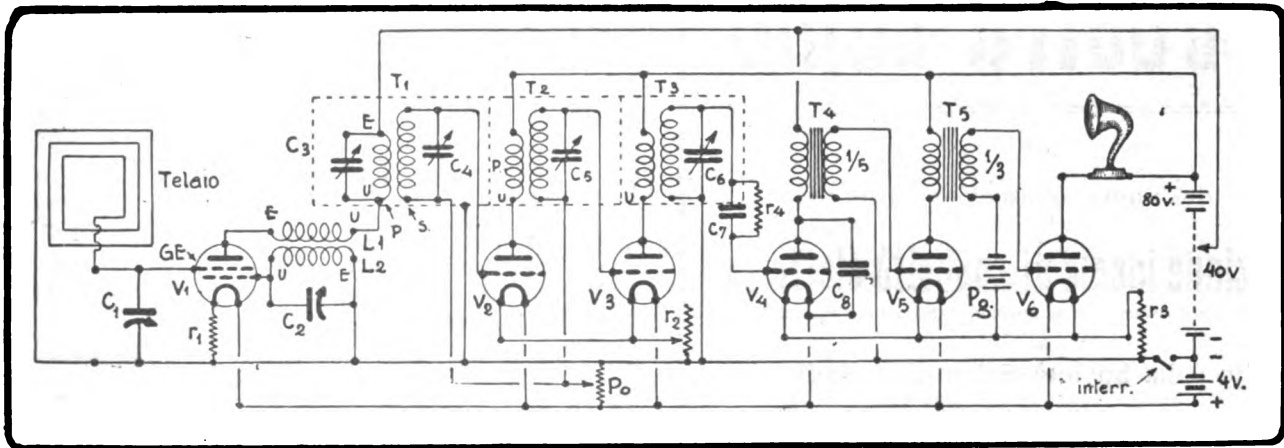 Telaio
C1
GE
V1
r1
E
U
L1
L2
U
E
C2
T1
C3
E
U
P
S.
C4
T2
P.
U
C5
T3
U
C6
C7
r4
V2
V3
r2
Po
T4
1/5
V4
C8
T5
1/3
V5
Pg.
V6
r3
+
80v.
40v
-
-
interr.
4V.
+